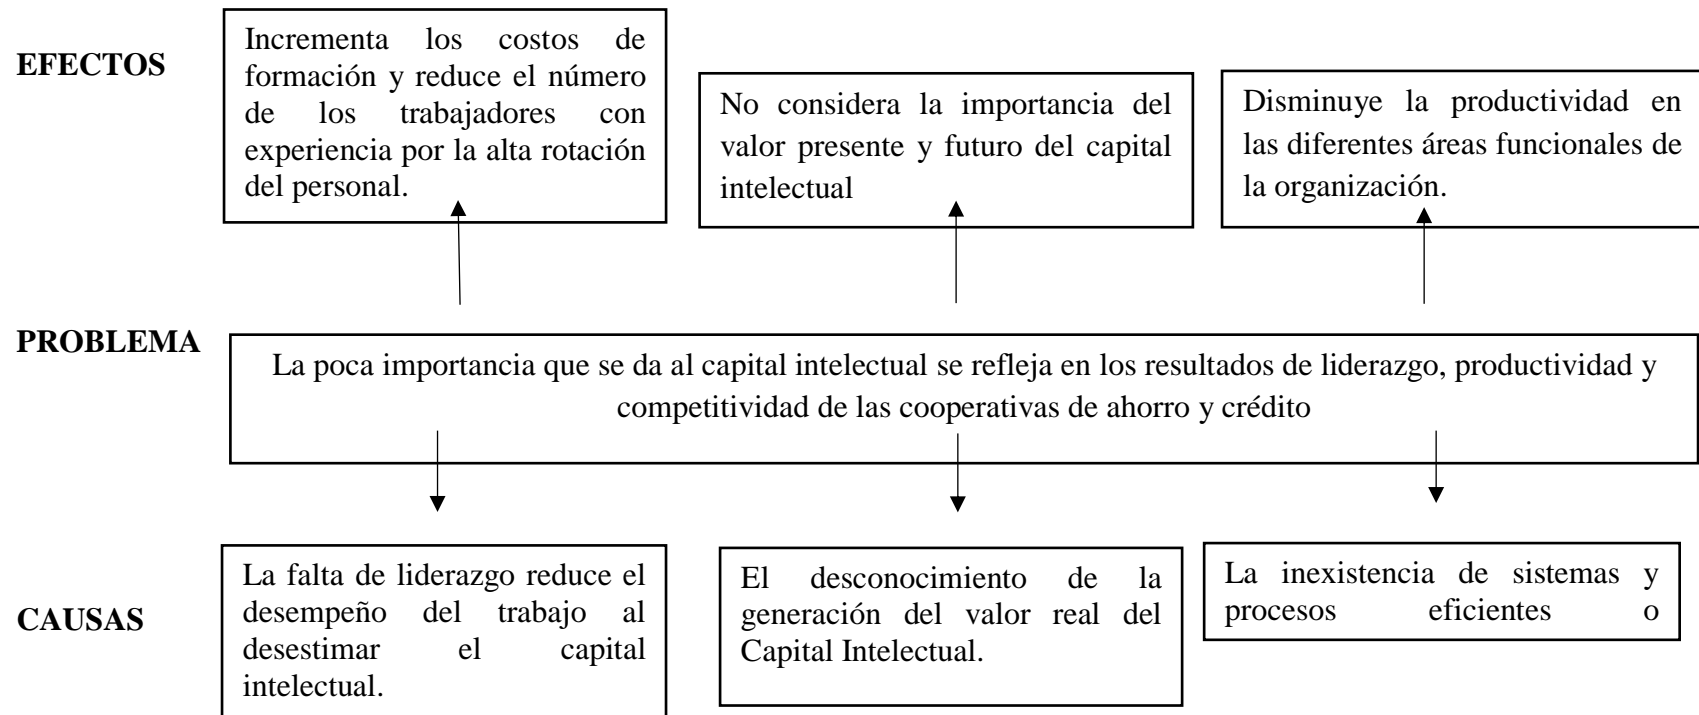 EFECTOS
Incrementa los costos de
formación y reduce el número
de los trabajadores con
experiencia por la alta rotación
del personal.
No considera la importancia del
valor presente y futuro del capital
intelectual
Disminuye la productividad en
las diferentes áreas funcionales de
la organización.
PROBLEMA
La poca importancia que se da al capital intelectual se refleja en los resultados de liderazgo, productividad y
competitividad de las cooperativas de ahorro y crédito
CAUSAS
La falta de liderazgo reduce el
desempeño del trabajo al
desestimar el capital
intelectual.
El desconocimiento de la
generación del valor real del
Capital Intelectual.
La inexistencia de sistemas y
procesos eficientes o